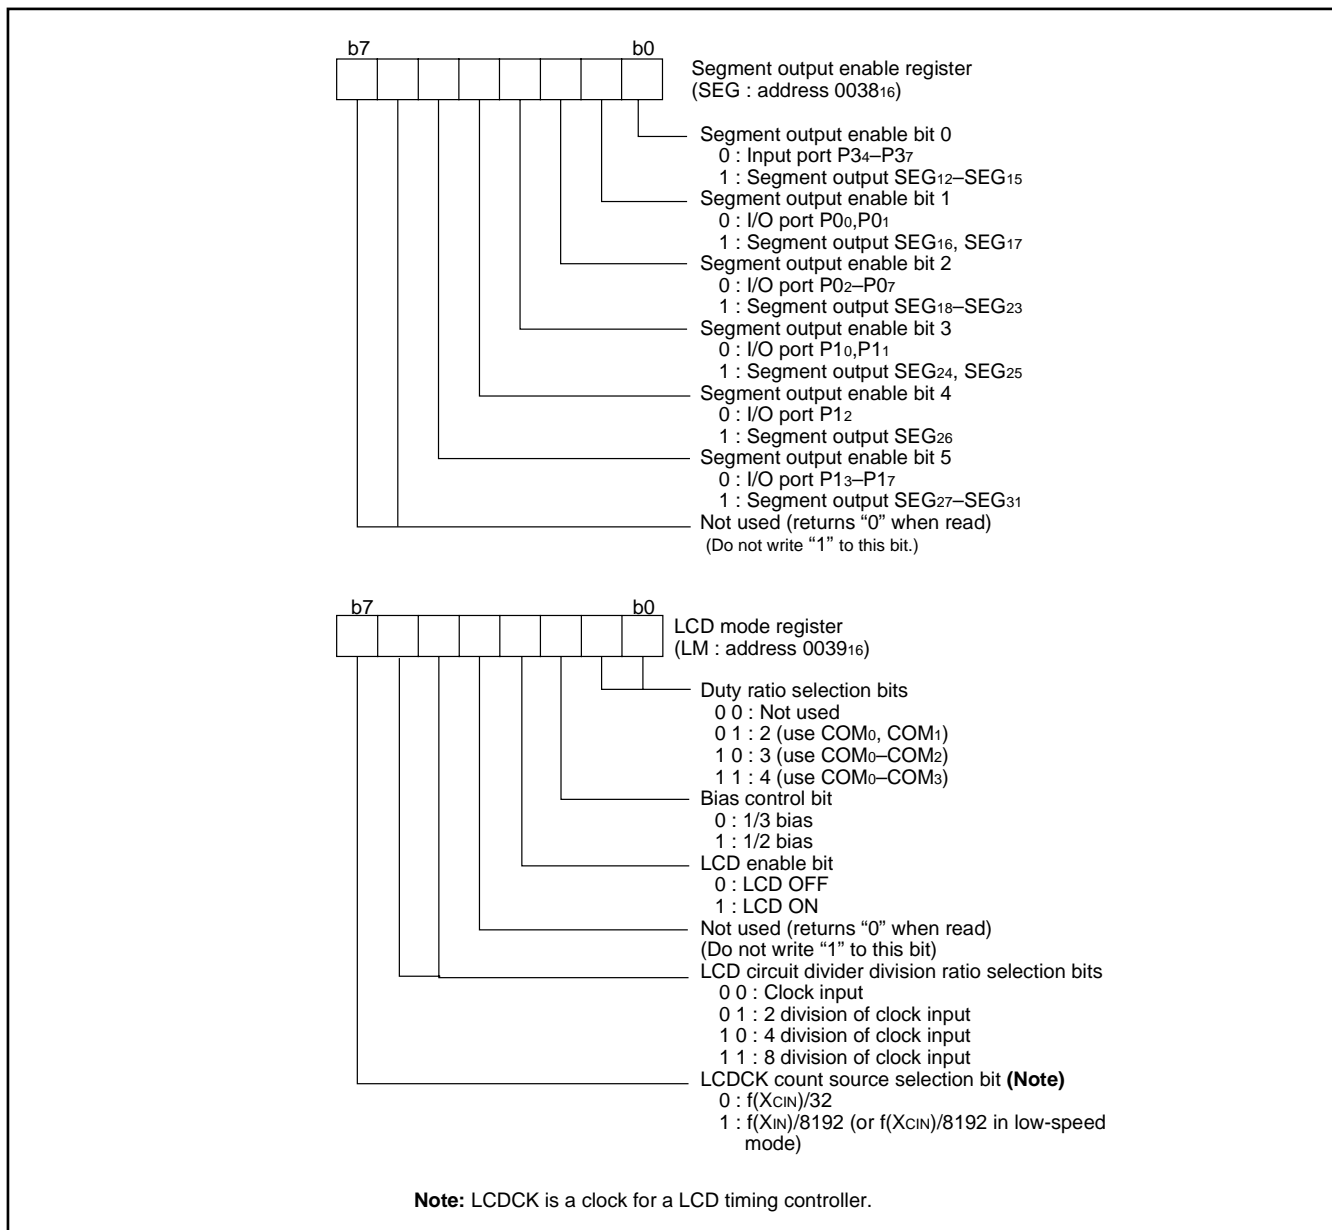 b7 b0
Segment output enable register
(SEG : address 0038₁₆)
Segment output enable bit 0
0 : Input port P3₄–P3₇
1 : Segment output SEG₁₂–SEG₁₅
Segment output enable bit 1
0 : I/O port P0₀,P0₁
1 : Segment output SEG₁₆, SEG₁₇
Segment output enable bit 2
0 : I/O port P0₂–P0₇
1 : Segment output SEG₁₈–SEG₂₃
Segment output enable bit 3
0 : I/O port P1₀,P1₁
1 : Segment output SEG₂₄, SEG₂₅
Segment output enable bit 4
0 : I/O port P1₂
1 : Segment output SEG₂₆
Segment output enable bit 5
0 : I/O port P1₃–P1₇
1 : Segment output SEG₂₇–SEG₃₁
Not used (returns “0” when read)
(Do not write “1” to this bit.)
b7 b0
LCD mode register
(LM : address 0039₁₆)
Duty ratio selection bits
0 0 : Not used
0 1 : 2 (use COM₀, COM₁)
1 0 : 3 (use COM₀–COM₂)
1 1 : 4 (use COM₀–COM₃)
Bias control bit
0 : 1/3 bias
1 : 1/2 bias
LCD enable bit
0 : LCD OFF
1 : LCD ON
Not used (returns “0” when read)
(Do not write “1” to this bit)
LCD circuit divider division ratio selection bits
0 0 : Clock input
0 1 : 2 division of clock input
1 0 : 4 division of clock input
1 1 : 8 division of clock input
LCDCK count source selection bit (Note)
0 : f(XCIN)/32
1 : f(XIN)/8192 (or f(XCIN)/8192 in low-speed
mode)
Note: LCDCK is a clock for a LCD timing controller.